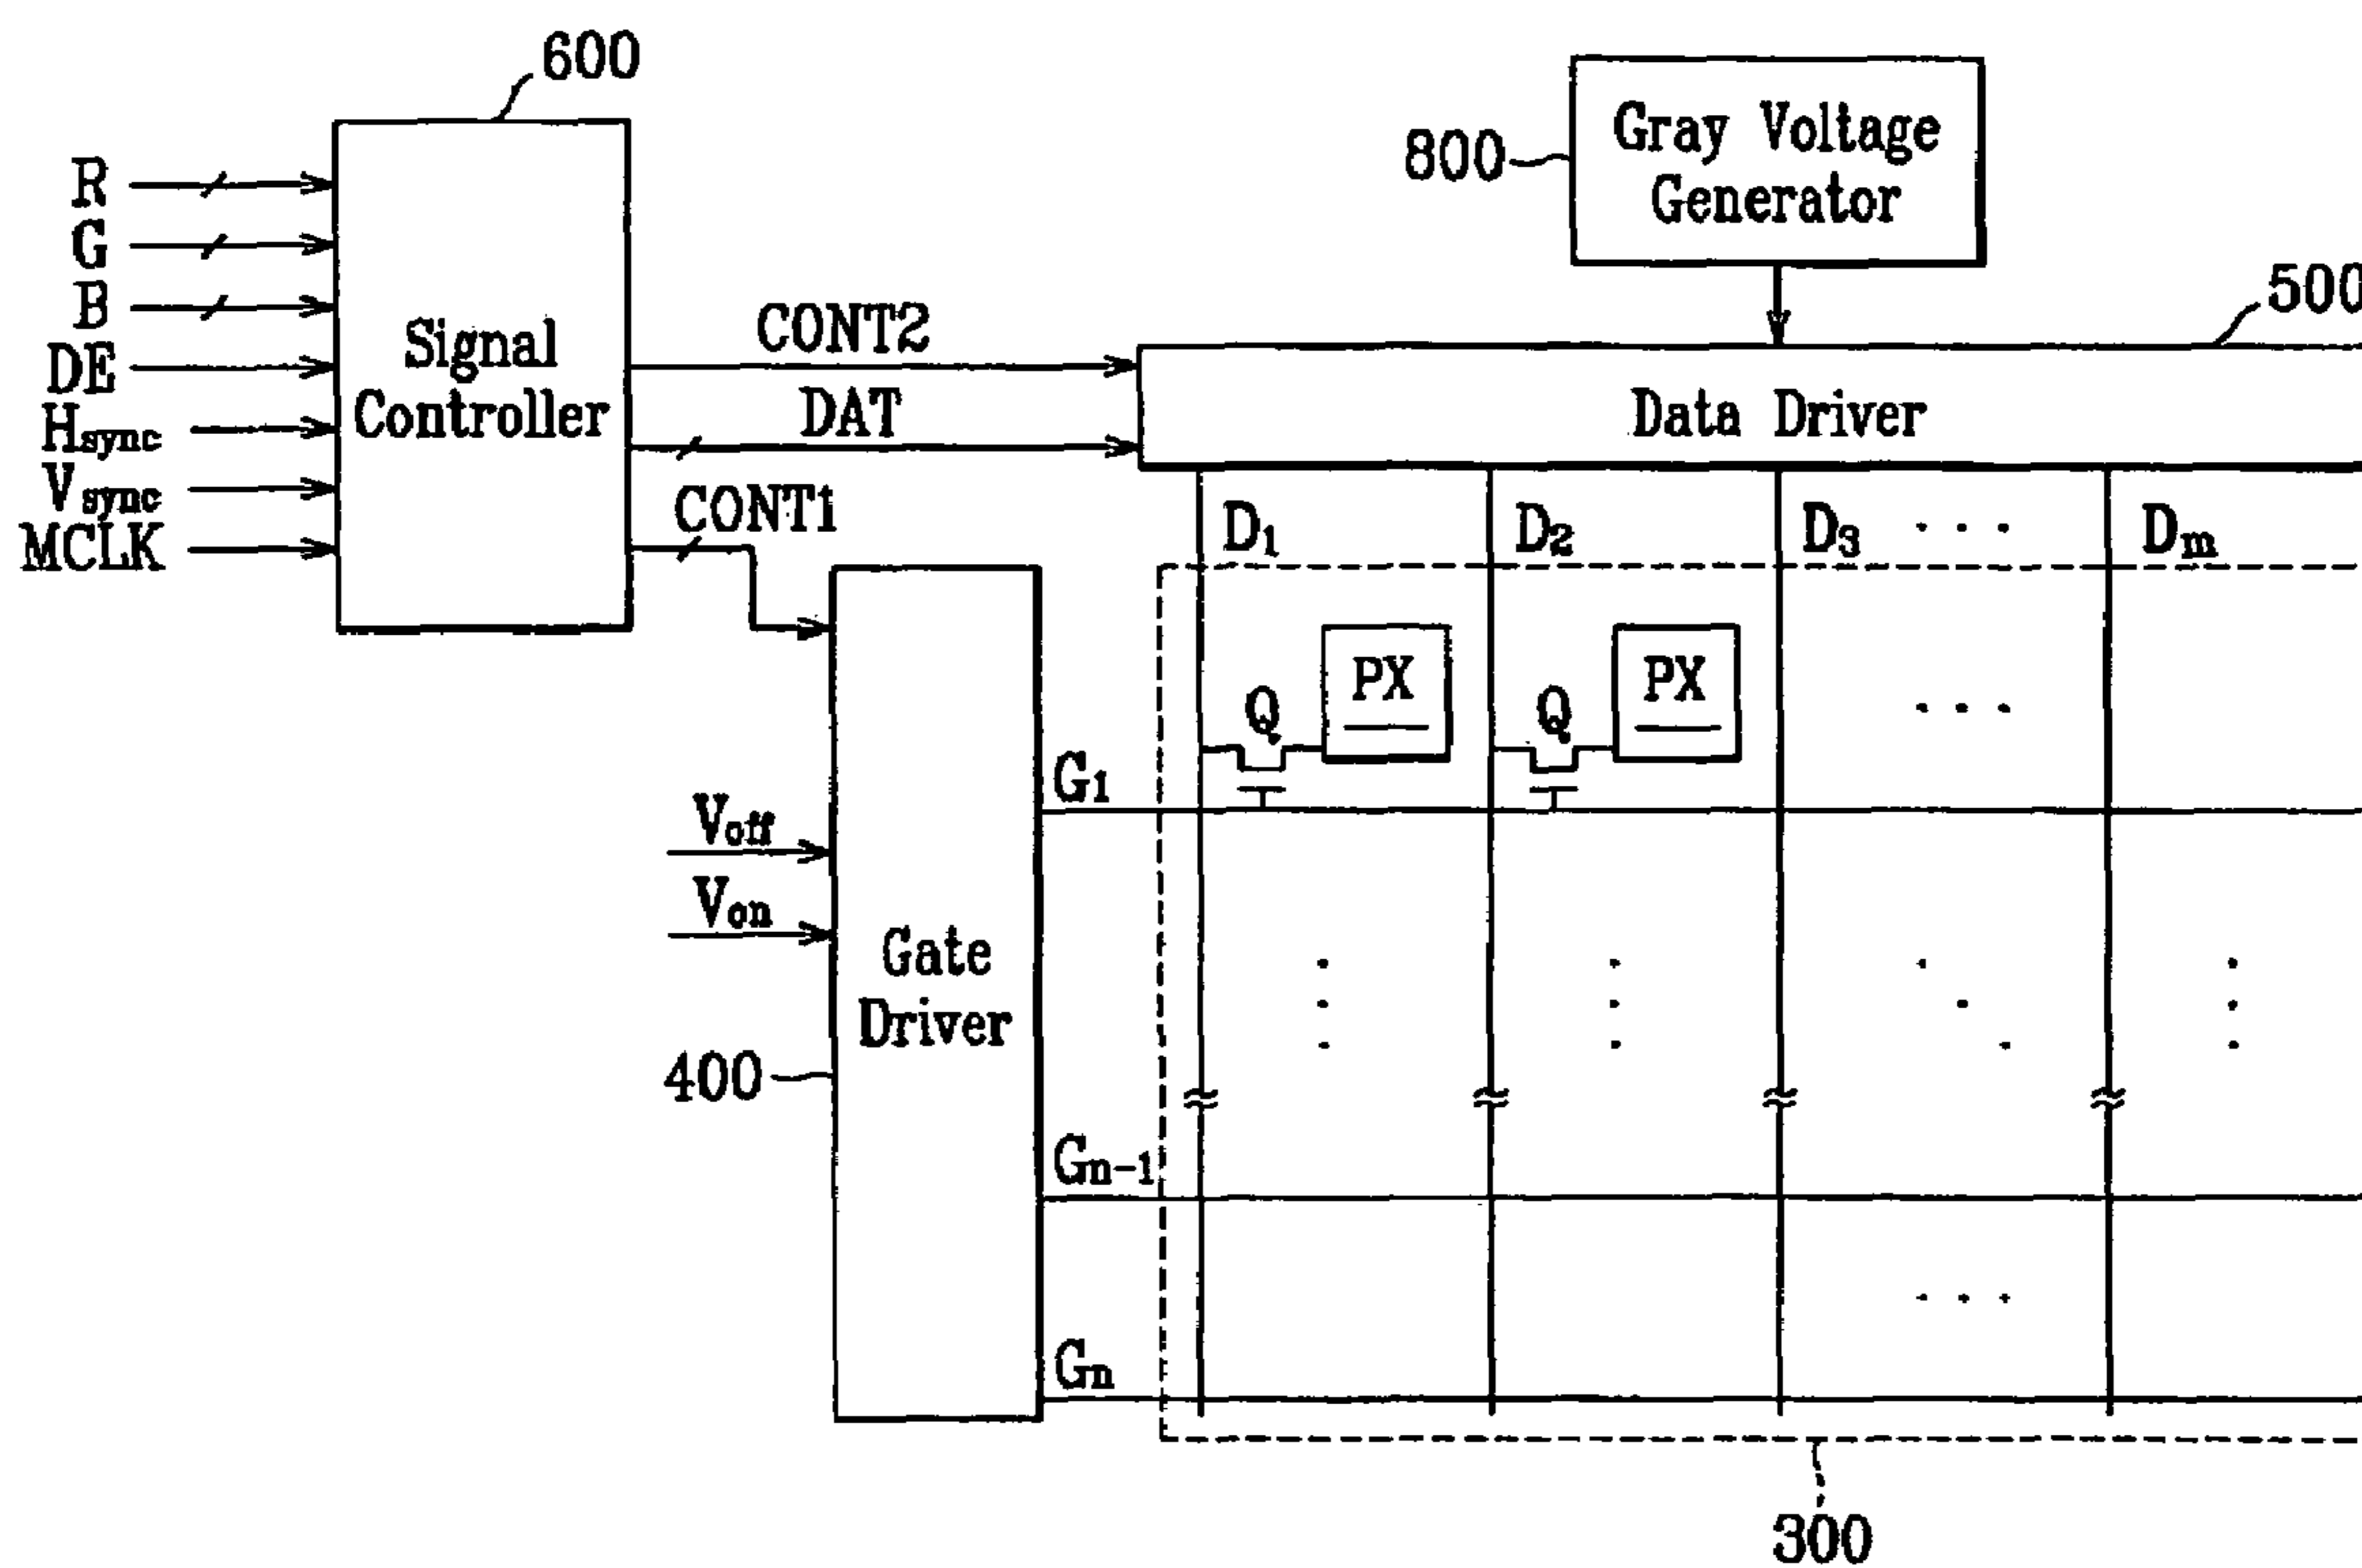 600
800
Gray Voltage
Generator
R
G
B
DE
Hsync
Vsync
MCLK
Signal
Controller
CONT2
DAT
CONT1
500
Data Driver
D1
D2
D3
. . .
Dm
PX
PX
Q
Q
. . .
G1
Voff
Von
Gate
Driver
400
Gn-1
. . .
Gn
300